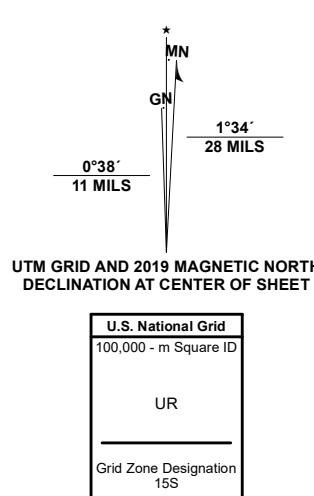 ★
MN
GN
1°34´
28 MILS
0°38´
11 MILS
UTM GRID AND 2019 MAGNETIC NORTH
DECLINATION AT CENTER OF SHEET
U.S. National Grid
100,000 - m Square ID
UR
Grid Zone Designation
15S